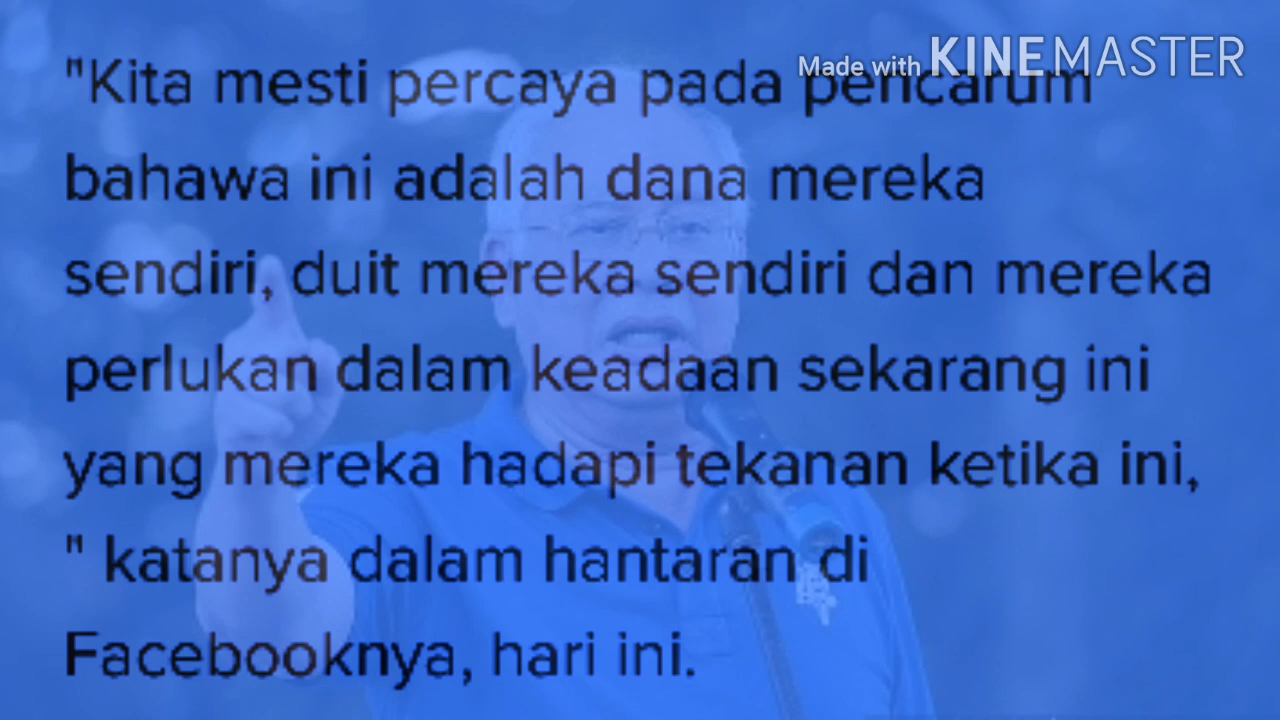 Made with KINEMASTER
"Kita mesti percaya pada pencarum
bahawa ini adalah dana mereka
sendiri, duit mereka sendiri dan mereka
perlukan dalam keadaan sekarang ini
yang mereka hadapi tekanan ketika ini,
" katanya dalam hantaran di
Facebooknya, hari ini.